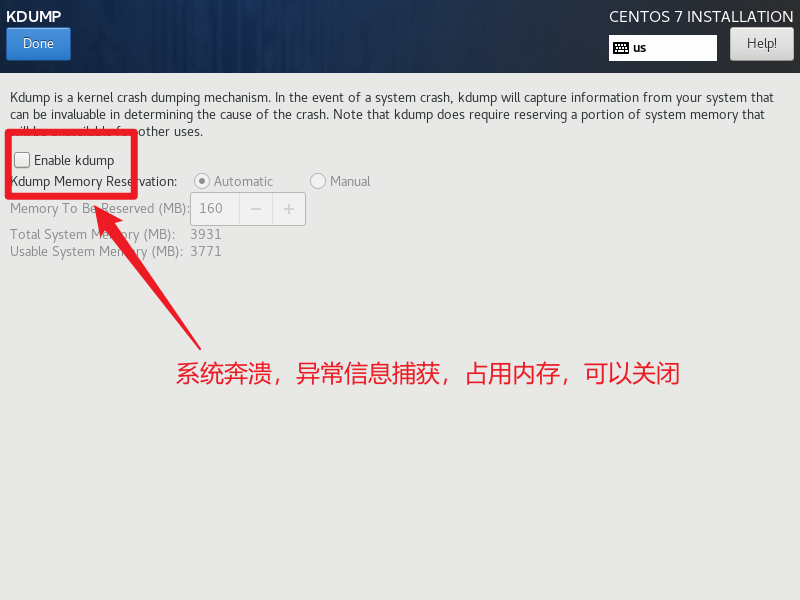 KDUMP
CENTOS 7 INSTALLATION
Done
us
Help!
Kdump is a kernel crash dumping mechanism. In the event of a system crash, kdump will capture information from your system that
can be invaluable in determining the cause of the crash. Note that kdump does require reserving a portion of system memory that
will be unavailable for other uses.
Enable kdump
Kdump Memory Reservation: Automatic Manual
Memory To Be Reserved (MB): 160 − +
Total System Memory (MB): 3931
Usable System Memory (MB): 3771
系统奔溃，异常信息捕获，占用内存，可以关闭